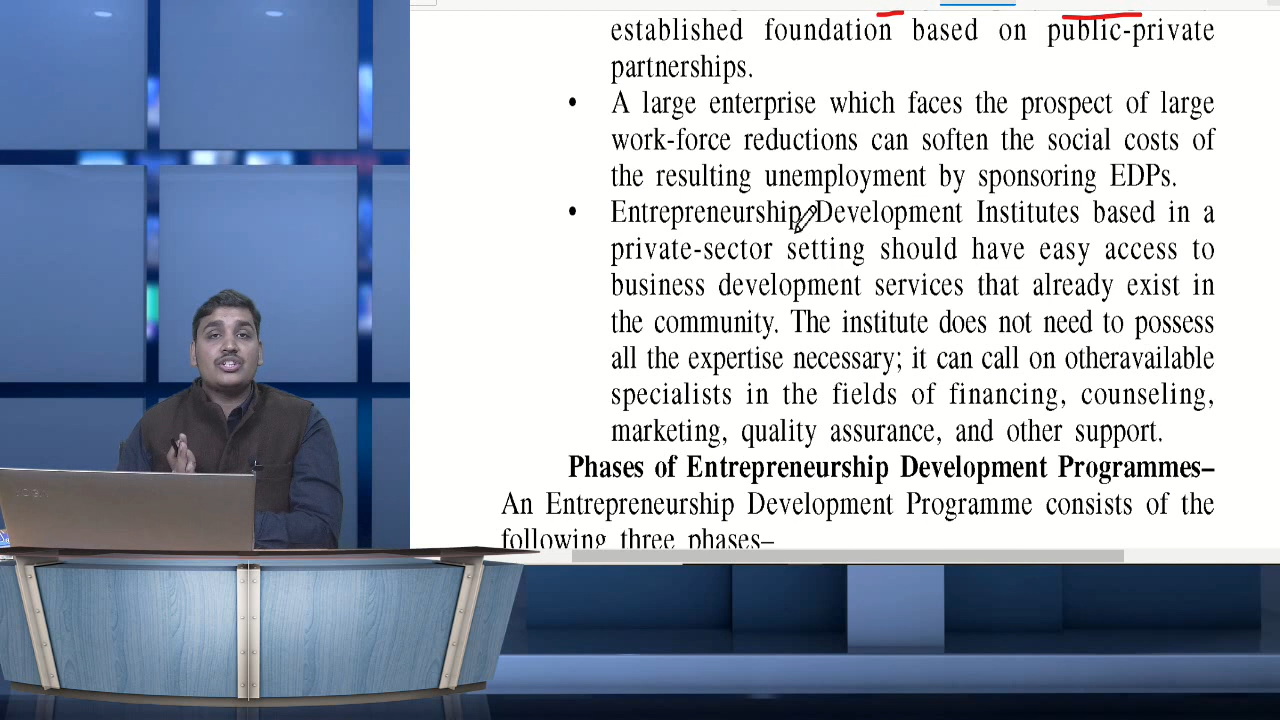 established foundation based on public-private
partnerships.
• A large enterprise which faces the prospect of large
work-force reductions can soften the social costs of
the resulting unemployment by sponsoring EDPs.
• Entrepreneurship Development Institutes based in a
private-sector setting should have easy access to
business development services that already exist in
the community. The institute does not need to possess
all the expertise necessary; it can call on otheravailable
specialists in the fields of financing, counseling,
marketing, quality assurance, and other support.
Phases of Entrepreneurship Development Programmes–
An Entrepreneurship Development Programme consists of the
following three phases–